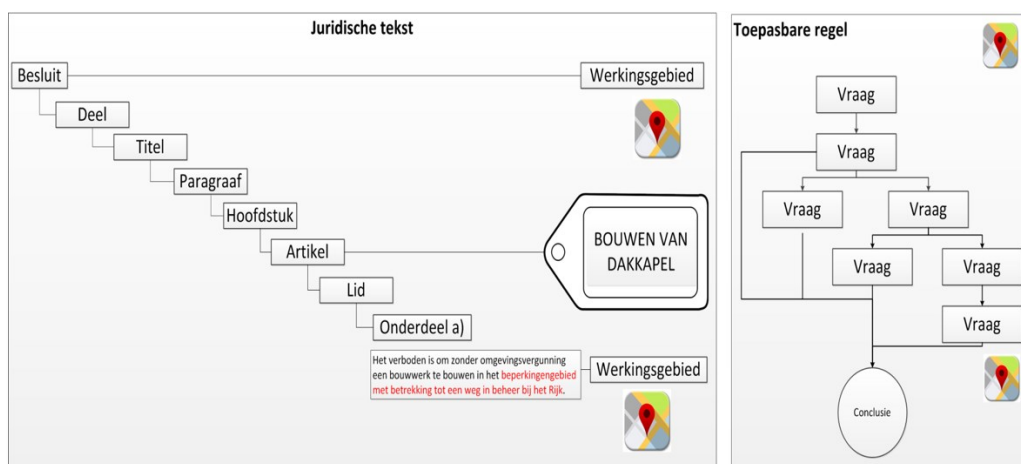 Juridische tekst
Besluit
Werkingsgebied
Deel
Titel
Paragraaf
Hoofdstuk
Artikel
BOUWEN VAN
DAKKAPEL
Lid
Onderdeel a)
Het verboden is om zonder omgevingsvergunning
een bouwwerk te bouwen in het beperkingengebied
met betrekking tot een weg in beheer bij het Rijk.
Werkingsgebied
Toepasbare regel
Vraag
Vraag
Vraag
Vraag
Vraag
Vraag
Vraag
Conclusie